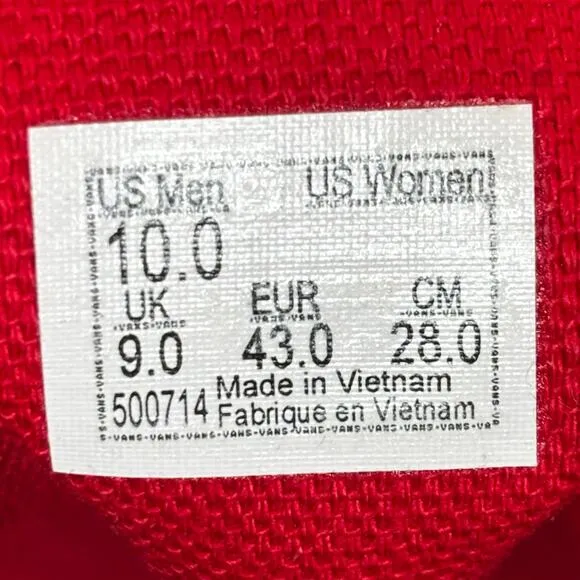 US Men US Women
10.0
UK EUR CM
9.0 43.0 28.0
500714 Made in Vietnam
Fabrique en Vietnam